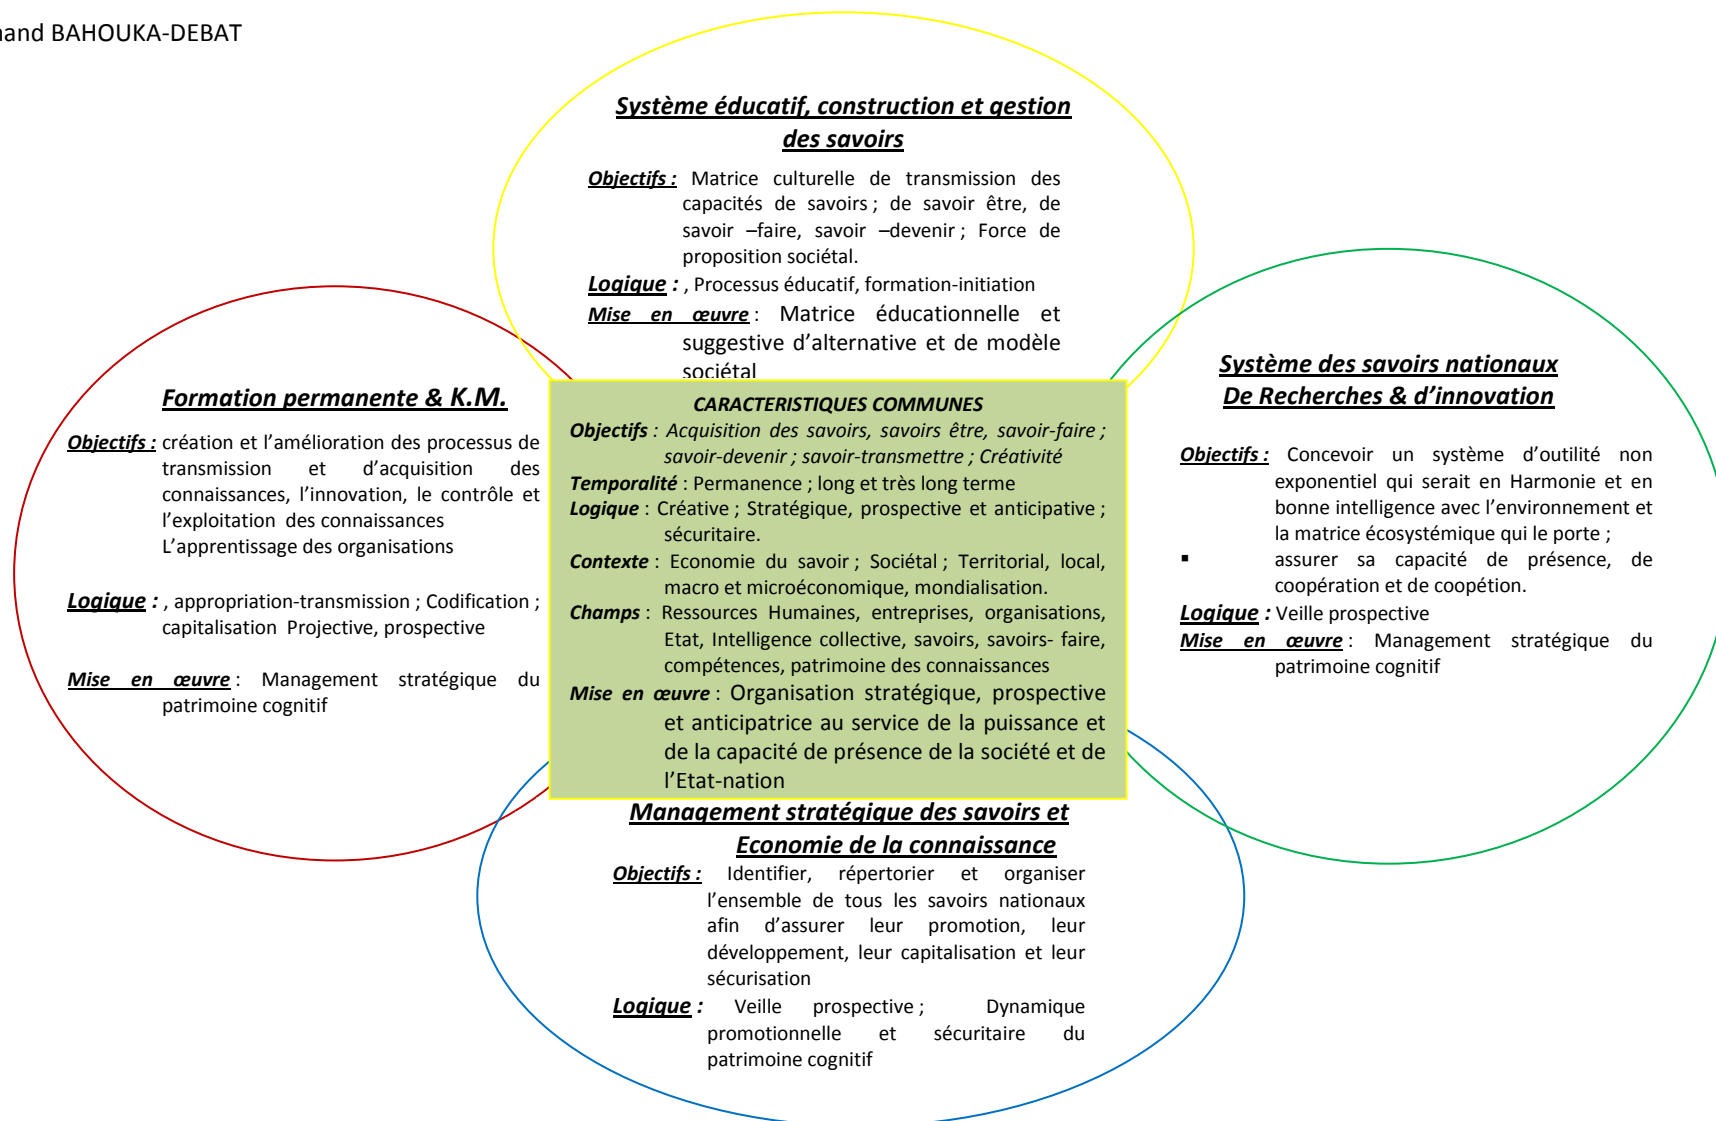 nand BAHOUKA-DEBAT
Système éducatif, construction et gestion
des savoirs
Objectifs : Matrice culturelle de transmission des
capacités de savoirs ; de savoir être, de
savoir –faire, savoir –devenir ; Force de
proposition sociétal.
Logique : , Processus éducatif, formation-initiation
Mise en œuvre : Matrice éducationnelle et
suggestive d’alternative et de modèle
sociétal
Formation permanente & K.M.
Objectifs : création et l’amélioration des processus de
transmission et d’acquisition des
connaissances, l’innovation, le contrôle et
l’exploitation des connaissances
L’apprentissage des organisations
Logique : , appropriation-transmission ; Codification ;
capitalisation Projective, prospective
Mise en œuvre : Management stratégique du
patrimoine cognitif
CARACTERISTIQUES COMMUNES
Objectifs : Acquisition des savoirs, savoirs être, savoir-faire ;
savoir-devenir ; savoir-transmettre ; Créativité
Temporalité : Permanence ; long et très long terme
Logique : Créative ; Stratégique, prospective et anticipative ;
sécuritaire.
Contexte : Economie du savoir ; Sociétal ; Territorial, local,
macro et microéconomique, mondialisation.
Champs : Ressources Humaines, entreprises, organisations,
Etat, Intelligence collective, savoirs, savoirs- faire,
compétences, patrimoine des connaissances
Mise en œuvre : Organisation stratégique, prospective
et anticipatrice au service de la puissance et
de la capacité de présence de la société et de
l’Etat-nation
Système des savoirs nationaux
De Recherches & d’innovation
Objectifs : Concevoir un système d’outilité non
exponentiel qui serait en Harmonie et en
bonne intelligence avec l’environnement et
la matrice écosystémique qui le porte ;
▪ assurer sa capacité de présence, de
coopération et de coopétion.
Logique : Veille prospective
Mise en œuvre : Management stratégique du
patrimoine cognitif
Management stratégique des savoirs et
Economie de la connaissance
Objectifs : Identifier, répertorier et organiser
l’ensemble de tous les savoirs nationaux
afin d’assurer leur promotion, leur
développement, leur capitalisation et leur
sécurisation
Logique : Veille prospective ; Dynamique
promotionnelle et sécuritaire du
patrimoine cognitif